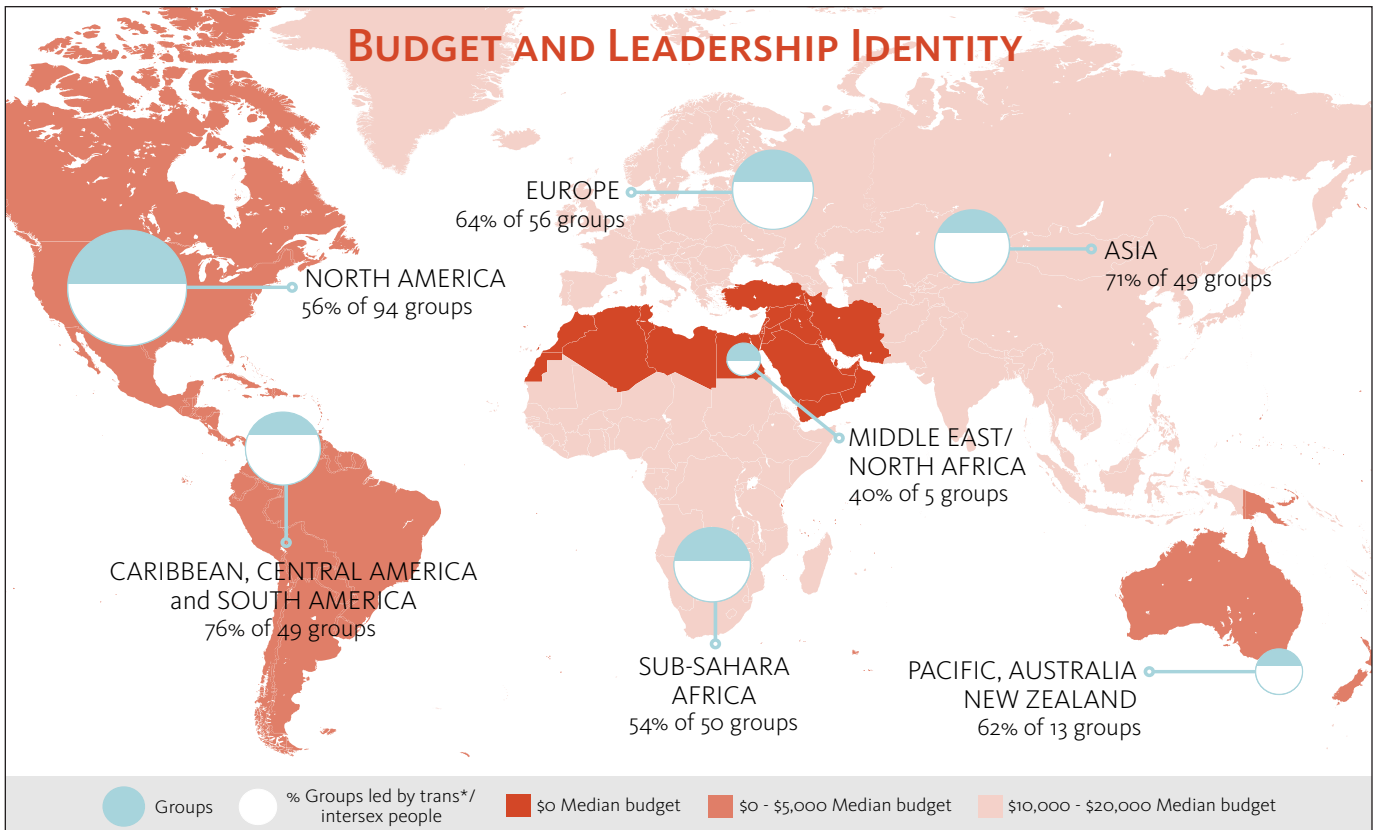 BUDGET AND LEADERSHIP IDENTITY
EUROPE
64% of 56 groups
ASIA
71% of 49 groups
NORTH AMERICA
56% of 94 groups
MIDDLE EAST/
NORTH AFRICA
40% of 5 groups
CARIBBEAN, CENTRAL AMERICA
and SOUTH AMERICA
76% of 49 groups
SUB-SAHARA
AFRICA
54% of 50 groups
PACIFIC, AUSTRALIA
NEW ZEALAND
62% of 13 groups
Groups
% Groups led by trans*/
intersex people
$0 Median budget
$0 - $5,000 Median budget
$10,000 - $20,000 Median budget